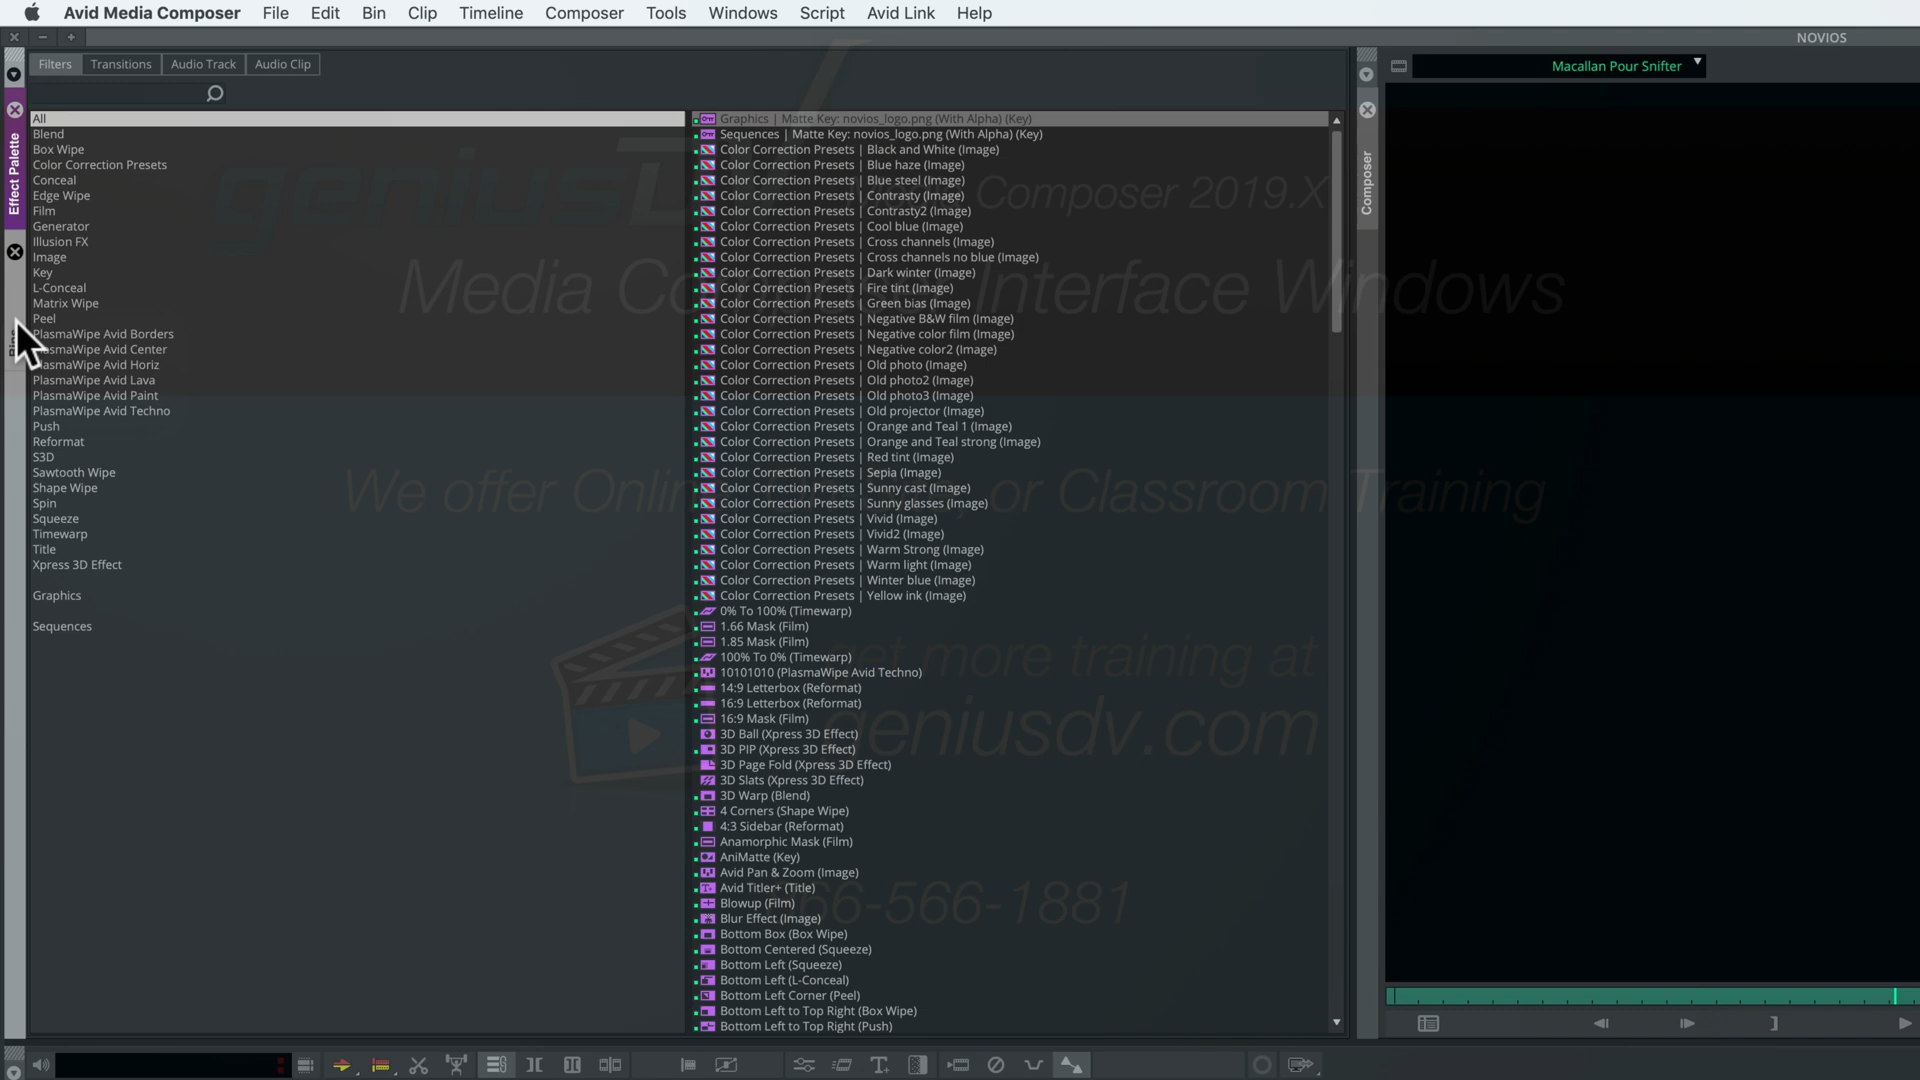 Avid Media Composer File Edit Bin Clip Timeline Composer Tools Windows Script Avid Link Help
NOVIOS
Filters Transitions Audio Track Audio Clip
Macallan Pour Snifter
Effect Palette
Composer
All
Blend
Box Wipe
Color Correction Presets
Conceal
Edge Wipe
Film
Generator
Illusion FX
Image
Key
L-Conceal
Matrix Wipe
Peel
PlasmaWipe Avid Borders
PlasmaWipe Avid Center
PlasmaWipe Avid Horiz
PlasmaWipe Avid Lava
PlasmaWipe Avid Paint
PlasmaWipe Avid Techno
Push
Reformat
S3D
Sawtooth Wipe
Shape Wipe
Spin
Squeeze
Timewarp
Title
Xpress 3D Effect
Graphics
Sequences
Graphics | Matte Key: novios_logo.png (With Alpha) (Key)
Sequences | Matte Key: novios_logo.png (With Alpha) (Key)
Color Correction Presets | Black and White (Image)
Color Correction Presets | Blue haze (Image)
Color Correction Presets | Blue steel (Image)
Color Correction Presets | Contrasty (Image)
Color Correction Presets | Contrasty2 (Image)
Color Correction Presets | Cool blue (Image)
Color Correction Presets | Cross channels (Image)
Color Correction Presets | Cross channels no blue (Image)
Color Correction Presets | Dark winter (Image)
Color Correction Presets | Fire tint (Image)
Color Correction Presets | Green bias (Image)
Color Correction Presets | Negative B&W film (Image)
Color Correction Presets | Negative color film (Image)
Color Correction Presets | Negative color2 (Image)
Color Correction Presets | Old photo (Image)
Color Correction Presets | Old photo2 (Image)
Color Correction Presets | Old photo3 (Image)
Color Correction Presets | Old projector (Image)
Color Correction Presets | Orange and Teal 1 (Image)
Color Correction Presets | Orange and Teal strong (Image)
Color Correction Presets | Red tint (Image)
Color Correction Presets | Sepia (Image)
Color Correction Presets | Sunny cast (Image)
Color Correction Presets | Sunny glasses (Image)
Color Correction Presets | Vivid (Image)
Color Correction Presets | Vivid2 (Image)
Color Correction Presets | Warm Strong (Image)
Color Correction Presets | Warm light (Image)
Color Correction Presets | Winter blue (Image)
Color Correction Presets | Yellow ink (Image)
0% To 100% (Timewarp)
1.66 Mask (Film)
1.85 Mask (Film)
100% To 0% (Timewarp)
10101010 (PlasmaWipe Avid Techno)
14:9 Letterbox (Reformat)
16:9 Letterbox (Reformat)
16:9 Mask (Film)
3D Ball (Xpress 3D Effect)
3D PIP (Xpress 3D Effect)
3D Page Fold (Xpress 3D Effect)
3D Slats (Xpress 3D Effect)
3D Warp (Blend)
4 Corners (Shape Wipe)
4:3 Sidebar (Reformat)
Anamorphic Mask (Film)
AniMatte (Key)
Avid Pan & Zoom (Image)
Avid Titler+ (Title)
Blowup (Film)
Blur Effect (Image)
Bottom Box (Box Wipe)
Bottom Centered (Squeeze)
Bottom Left (Squeeze)
Bottom Left (L-Conceal)
Bottom Left Corner (Peel)
Bottom Left to Top Right (Box Wipe)
Bottom Left to Top Right (Push)
genius
Composer 2019.X
Media Interface Windows
We offer or Classroom Training
get more training at
geniusdv.com
66-566-1881